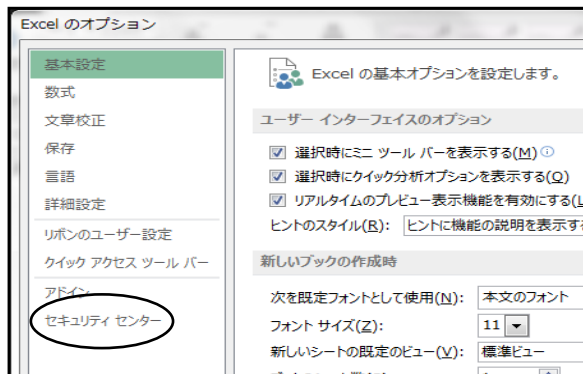 Excel のオプション
基本設定
数式
文章校正
保存
言語
詳細設定
リボンのユーザー設定
クイック アクセス ツール バー
アドイン
セキュリティ センター
Excel の基本オプションを設定します。
ユーザー インターフェイスのオプション
選択時にミニ ツール バーを表示する(M)
選択時にクイック分析オプションを表示する(Q)
リアルタイムのプレビュー表示機能を有効にする(L
ヒントのスタイル(R): ヒントに機能の説明を表示す
新しいブックの作成時
次を既定フォントとして使用(N): 本文のフォント
フォント サイズ(Z): 11
新しいシートの既定のビュー(V): 標準ビュー